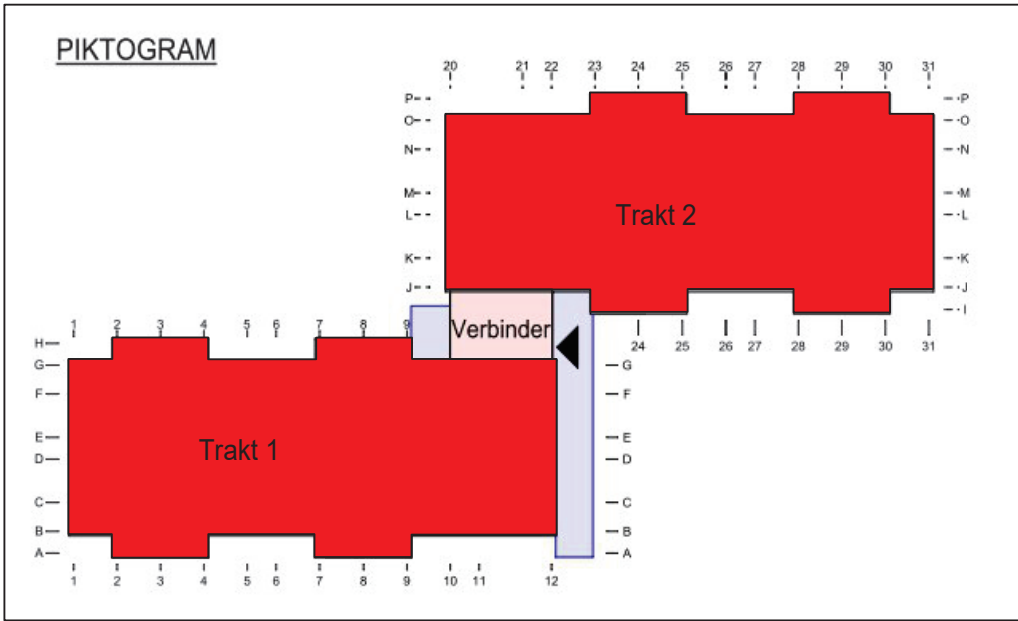 PIKTOGRAM
20 21 22 23 24 25 26 27 28 29 30 31
P P
O O
N N
M M
L L
K K
J J
I
Trakt 2
24 25 26 27 28 29 30 31
1 2 3 4 5 6 7 8 9
Verbinder
H
G G
F F
E E
D D
C C
B B
A A
Trakt 1
1 2 3 4 5 6 7 8 9 10 11 12